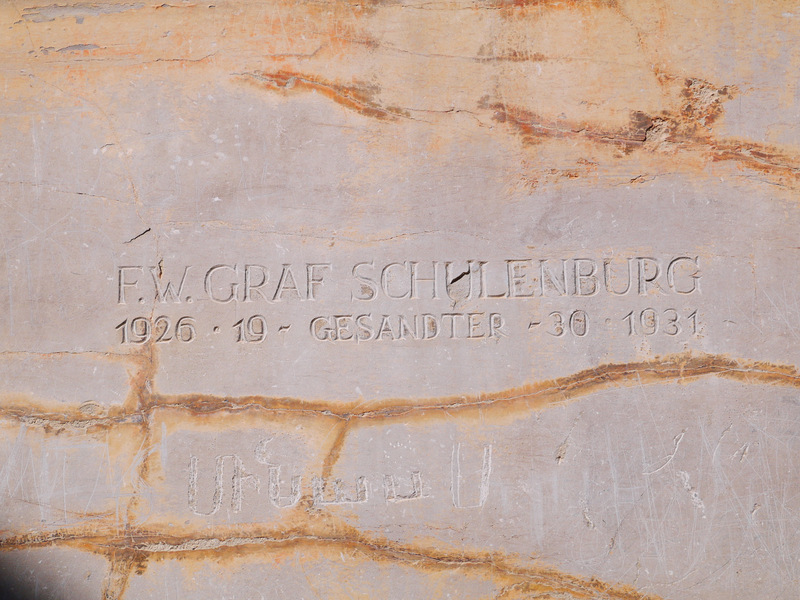 F.W. GRAF SCHULENBURG
1926 · 19 - GESANDTER - 30 · 1931